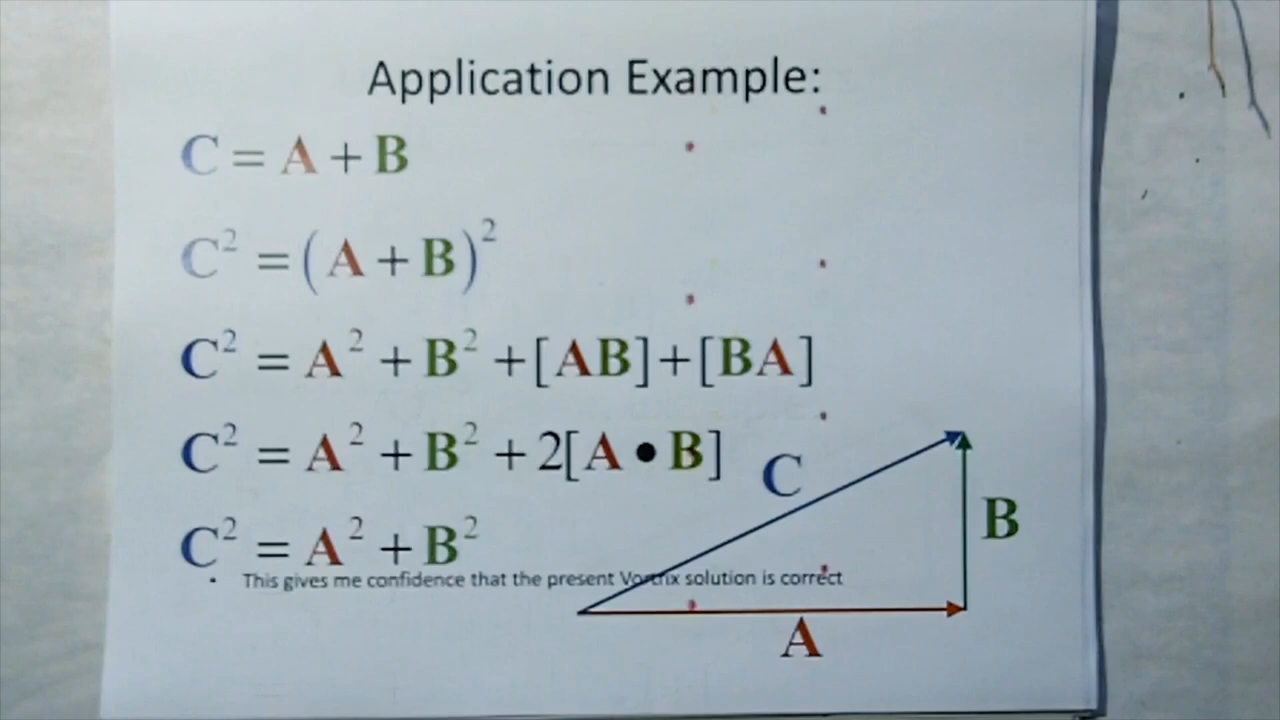 Application Example:
C = A + B
C² = (A + B)²
C² = A² + B² + [AB] + [BA]
C² = A² + B² + 2[A • B]
C
B
C² = A² + B²
• This gives me confidence that the present Vortrix solution is correct
A